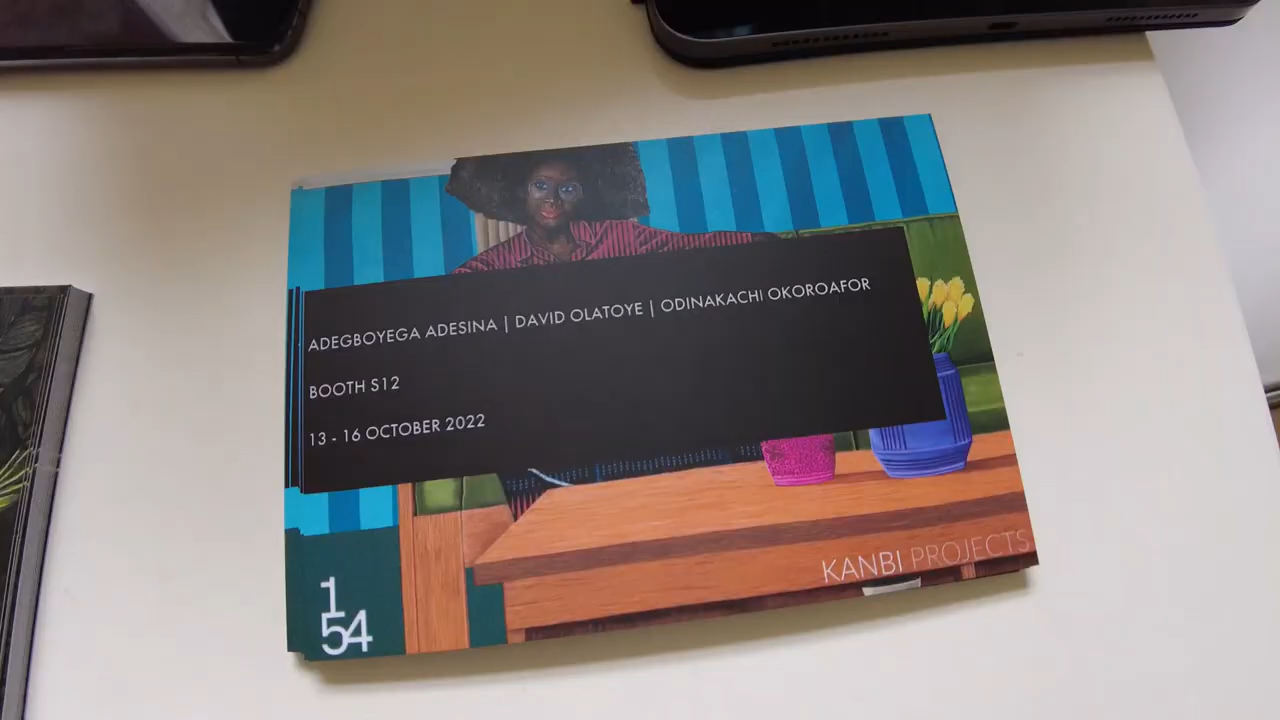 ADEGBOYEGA ADESINA | DAVID OLATOYE | ODINAKACHI OKOROAFOR
BOOTH S12
13 - 16 OCTOBER 2022
KANBI PROJECTS
1
54